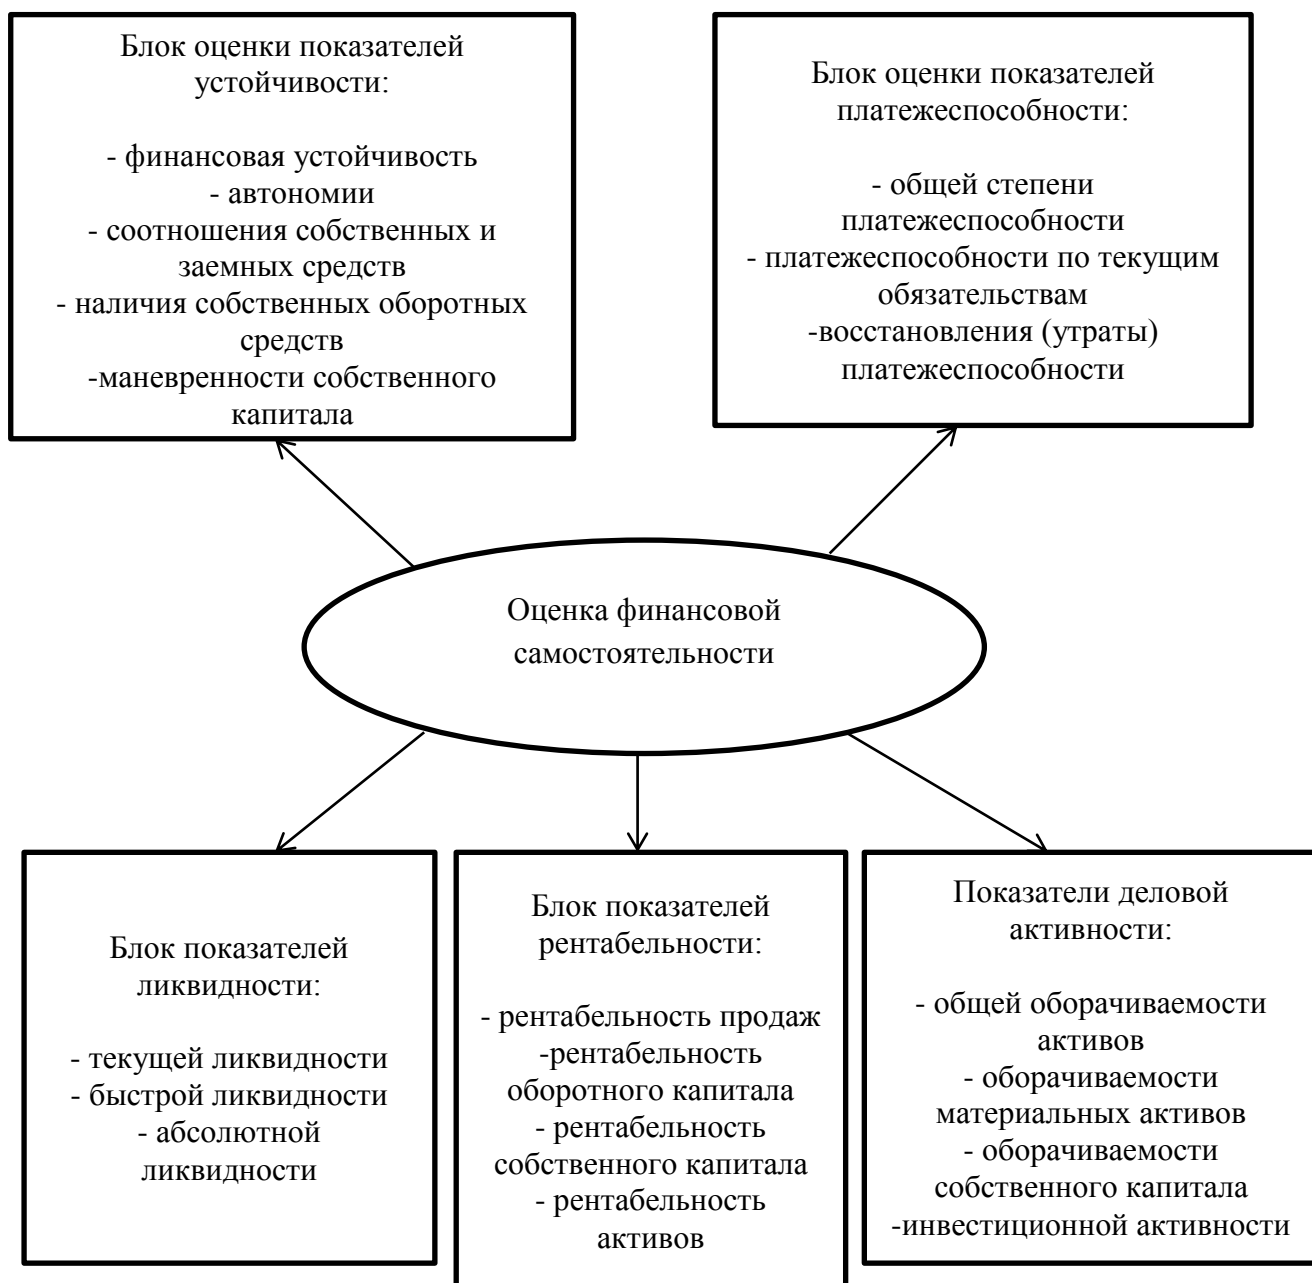 Блок оценки показателей
устойчивости:
- финансовая устойчивость
- автономии
- соотношения собственных и
заемных средств
- наличия собственных оборотных
средств
-маневренности собственного
капитала
Блок оценки показателей
платежеспособности:
- общей степени
платежеспособности
- платежеспособности по текущим
обязательствам
-восстановления (утраты)
платежеспособности
Оценка финансовой
самостоятельности
Блок показателей
ликвидности:
- текущей ликвидности
- быстрой ликвидности
- абсолютной
ликвидности
Блок показателей
рентабельности:
- рентабельность продаж
-рентабельность
оборотного капитала
- рентабельность
собственного капитала
- рентабельность
активов
Показатели деловой
активности:
- общей оборачиваемости
активов
- оборачиваемости
материальных активов
- оборачиваемости
собственного капитала
-инвестиционной активности